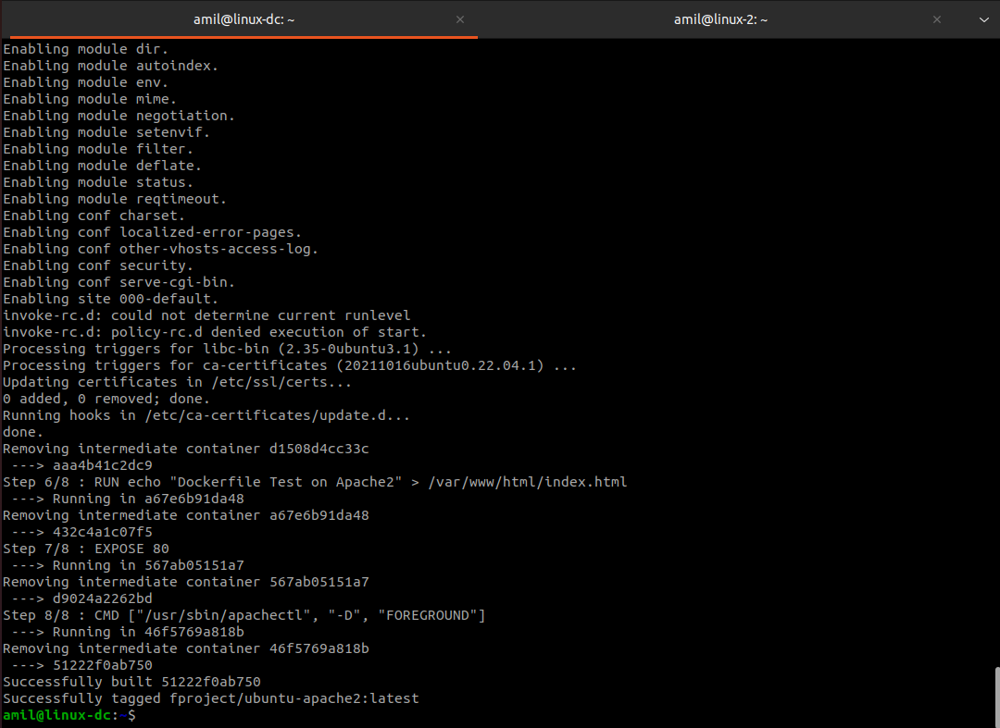 amil@linux-dc: ~
amil@linux-2: ~
Enabling module dir.
Enabling module autoindex.
Enabling module env.
Enabling module mime.
Enabling module negotiation.
Enabling module setenvif.
Enabling module filter.
Enabling module deflate.
Enabling module status.
Enabling module reqtimeout.
Enabling conf charset.
Enabling conf localized-error-pages.
Enabling conf other-vhosts-access-log.
Enabling conf security.
Enabling conf serve-cgi-bin.
Enabling site 000-default.
invoke-rc.d: could not determine current runlevel
invoke-rc.d: policy-rc.d denied execution of start.
Processing triggers for libc-bin (2.35-0ubuntu3.1) ...
Processing triggers for ca-certificates (20211016ubuntu0.22.04.1) ...
Updating certificates in /etc/ssl/certs...
0 added, 0 removed; done.
Running hooks in /etc/ca-certificates/update.d...
done.
Removing intermediate container d1508d4cc33c
 ---> aaa4b41c2dc9
Step 6/8 : RUN echo "Dockerfile Test on Apache2" > /var/www/html/index.html
 ---> Running in a67e6b91da48
Removing intermediate container a67e6b91da48
 ---> 432c4a1c07f5
Step 7/8 : EXPOSE 80
 ---> Running in 567ab05151a7
Removing intermediate container 567ab05151a7
 ---> d9024a2262bd
Step 8/8 : CMD ["/usr/sbin/apachectl", "-D", "FOREGROUND"]
 ---> Running in 46f5769a818b
Removing intermediate container 46f5769a818b
 ---> 51222f0ab750
Successfully built 51222f0ab750
Successfully tagged fproject/ubuntu-apache2:latest
amil@linux-dc:~$